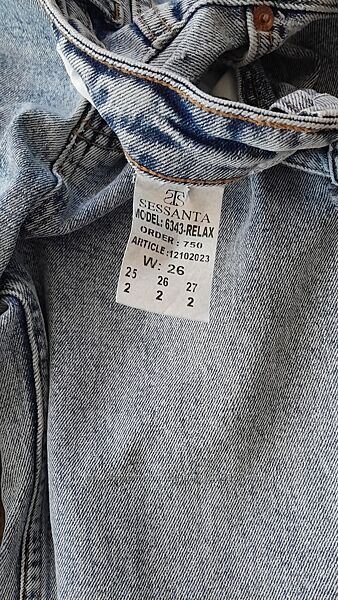 SESSANTA
MODEL: 6343-RELAX
ORDER : 750
ARTICLE:12102023
W: 26
25 26 27
2 2 2